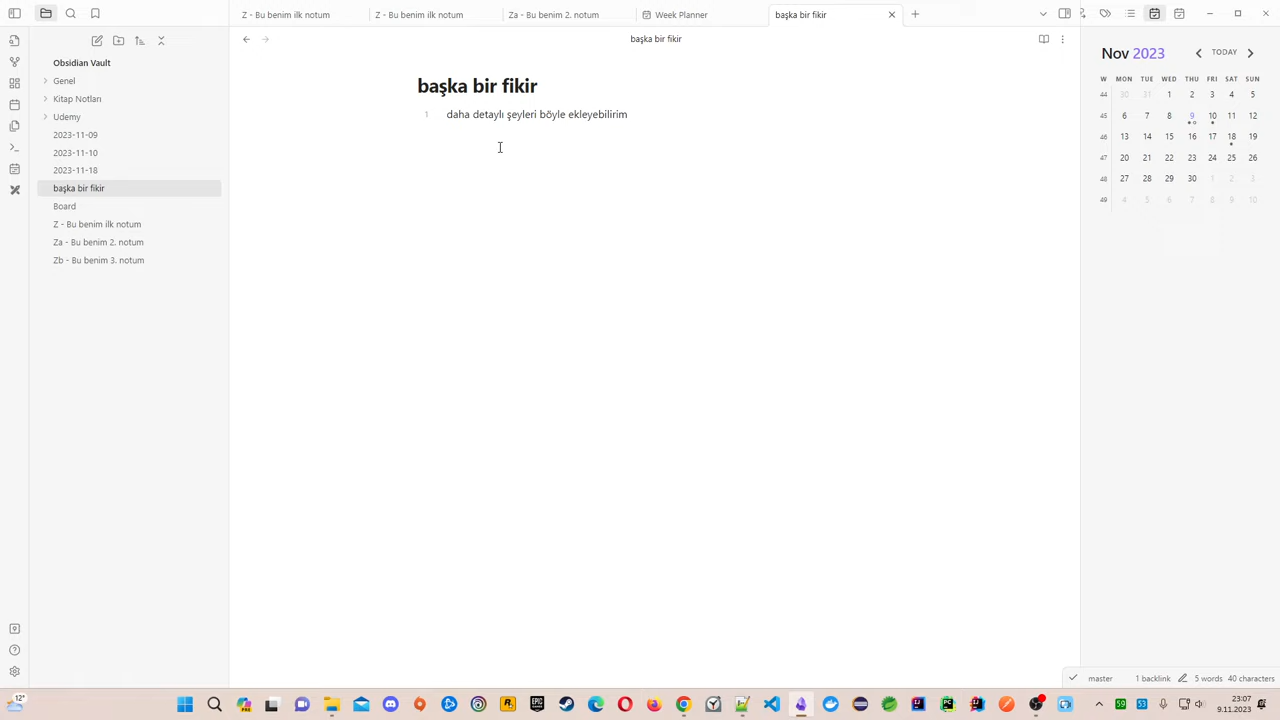 Z - Bu benim ilk notum
Z - Bu benim ilk notum
Za - Bu benim 2. notum
Week Planner
başka bir fikir
başka bir fikir
Obsidian Vault
Genel
Kitap Notları
Udemy
2023-11-09
2023-11-10
2023-11-18
başka bir fikir
Board
Z - Bu benim ilk notum
Za - Bu benim 2. notum
Zb - Bu benim 3. notum
başka bir fikir
1 daha detaylı şeyleri böyle ekleyebilirim
Nov 2023 TODAY
W MON TUE WED THU FRI SAT SUN
44 30 31 1 2 3 4 5
45 6 7 8 9 10 11 12
46 13 14 15 16 17 18 19
47 20 21 22 23 24 25 26
48 27 28 29 30 1 2 3
49 4 5 6 7 8 9 10
master 1 backlink 5 words 40 characters
12°
EPIC GAMES
59 53
23:07
9.11.2023